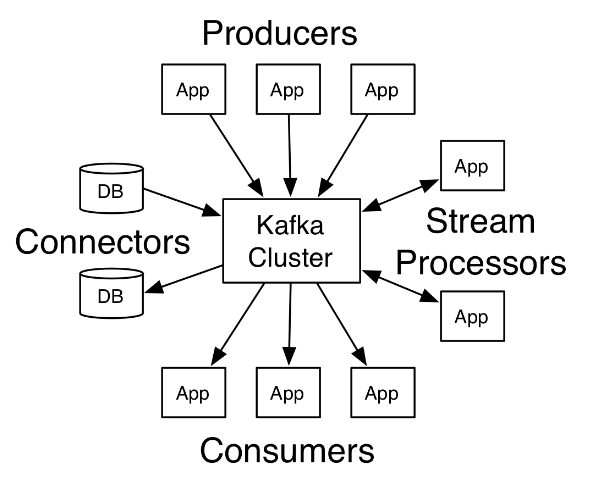 Producers
App
App
App
DB
App
Connectors
Kafka
Cluster
Stream
Processors
DB
App
App
App
App
Consumers